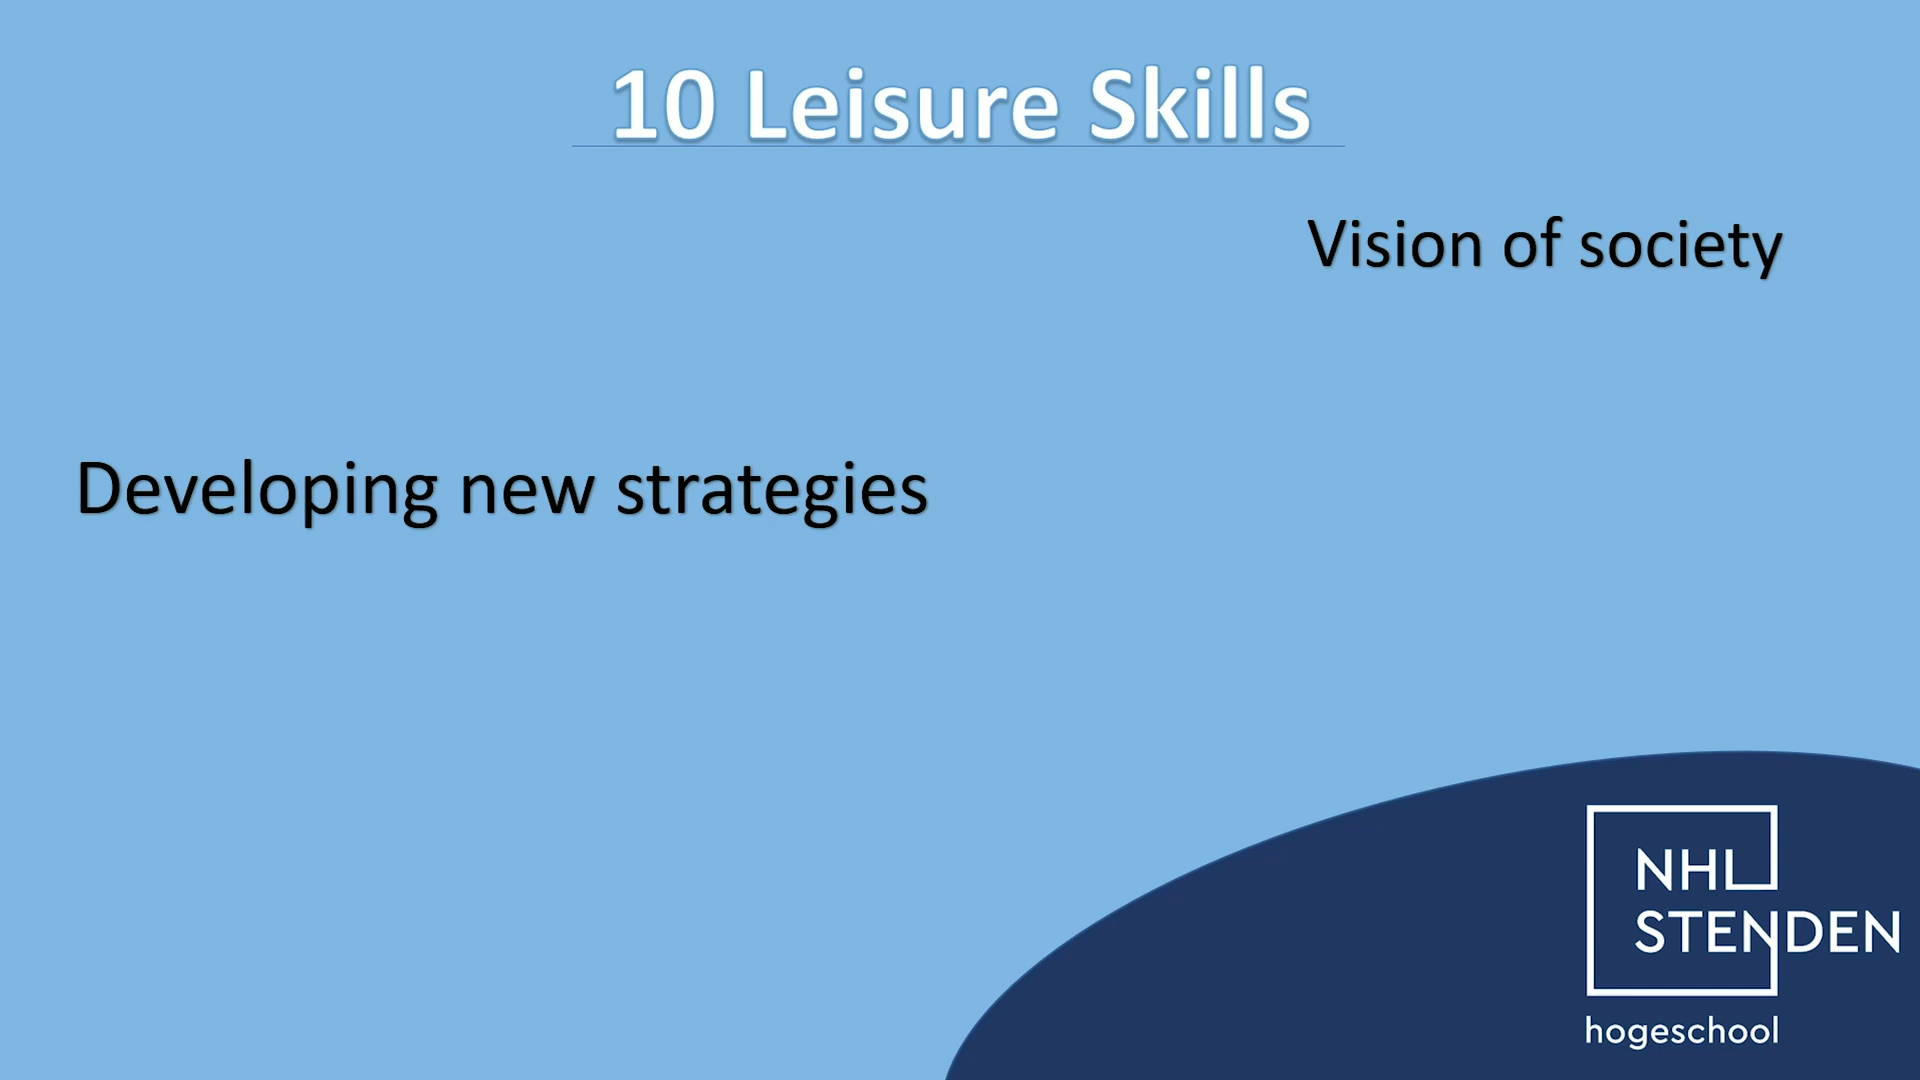 10 Leisure Skills
Vision of society
Developing new strategies
NHL
STENDEN
hogeschool